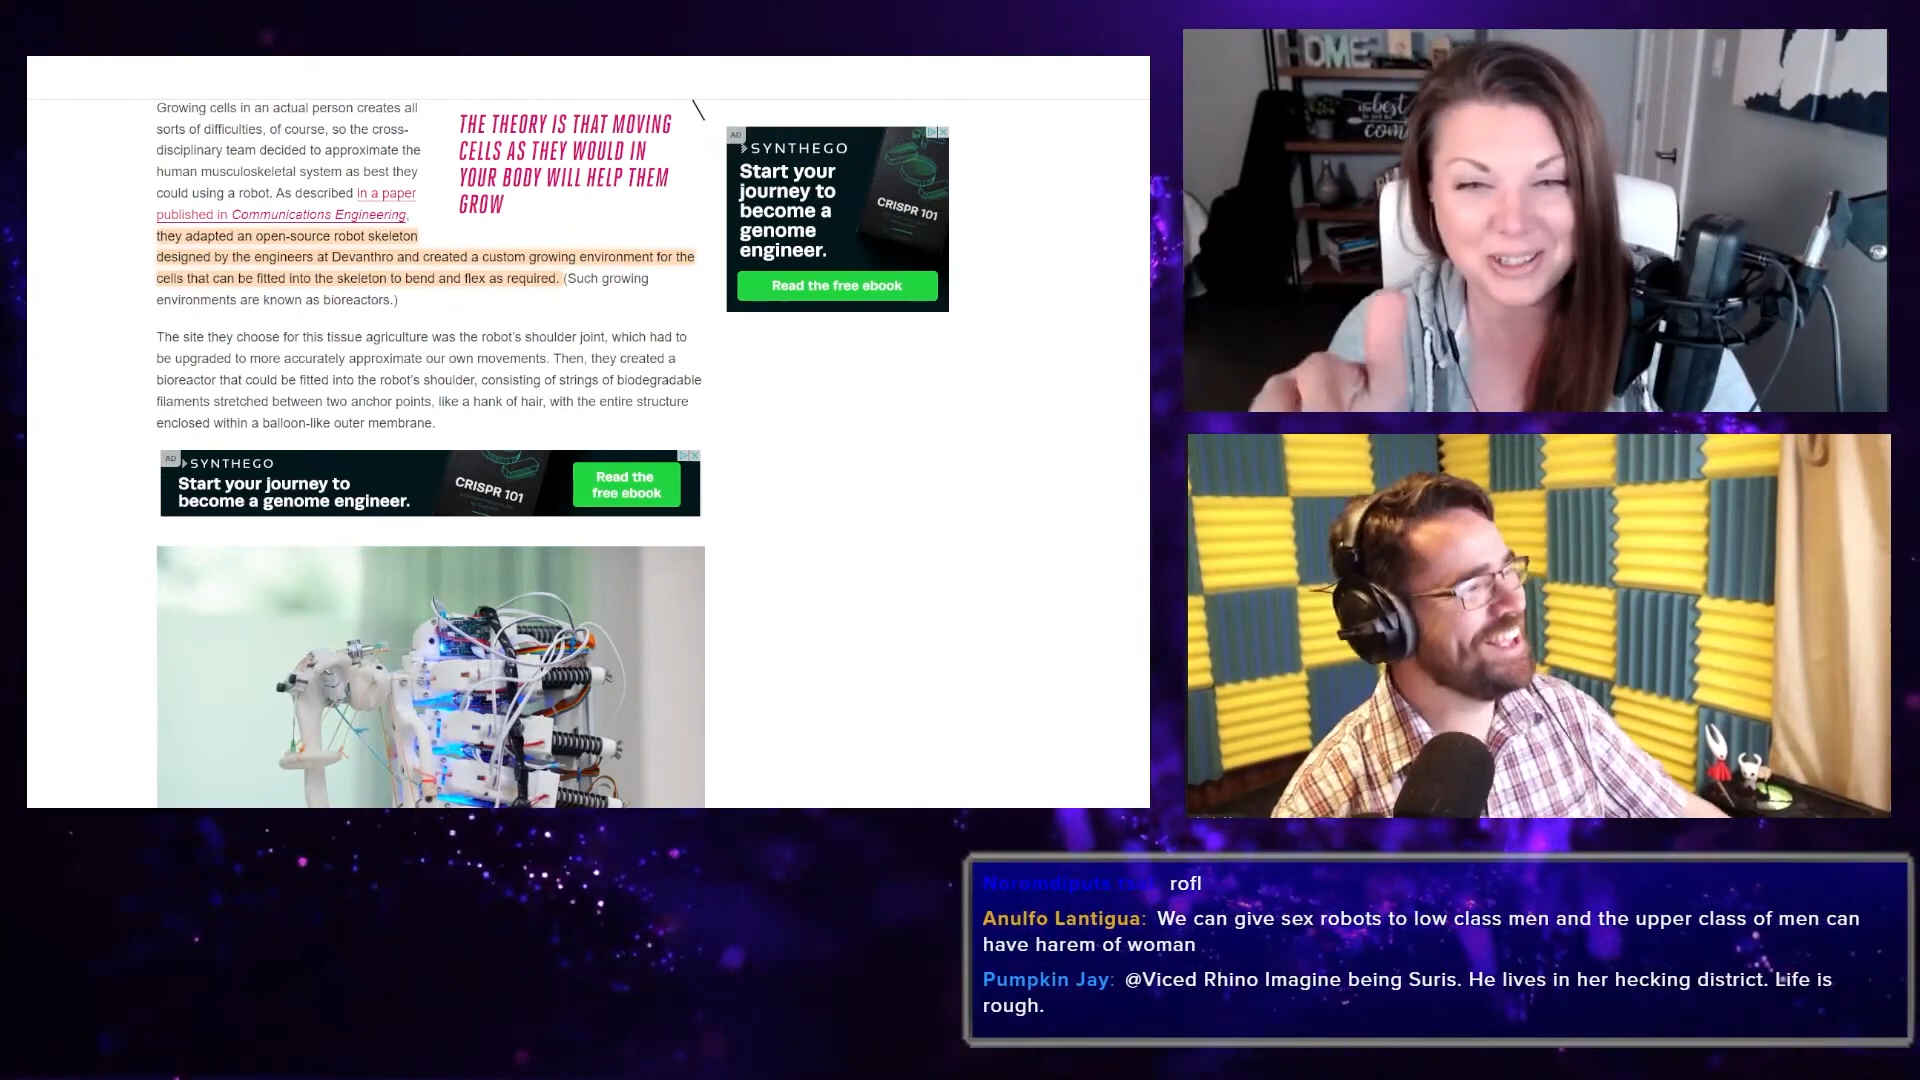 Growing cells in an actual person creates all
sorts of difficulties, of course, so the cross-
disciplinary team decided to approximate the
human musculoskeletal system as best they
could using a robot. As described in a paper
published in Communications Engineering,
they adapted an open-source robot skeleton
designed by the engineers at Devanthro and created a custom growing environment for the
cells that can be fitted into the skeleton to bend and flex as required. (Such growing
environments are known as bioreactors.)
THE THEORY IS THAT MOVING
CELLS AS THEY WOULD IN
YOUR BODY WILL HELP THEM
GROW
The site they choose for this tissue agriculture was the robot's shoulder joint, which had to
be upgraded to more accurately approximate our own movements. Then, they created a
bioreactor that could be fitted into the robot's shoulder, consisting of strings of biodegradable
filaments stretched between two anchor points, like a hank of hair, with the entire structure
enclosed within a balloon-like outer membrane.
AD
SYNTHEGO
Start your
journey to
become a
genome
engineer.
CRISPR 101
Read the free ebook
AD
SYNTHEGO
Start your journey to
become a genome engineer.
CRISPR 101
Read the
free ebook
HOME
best
rofl
Anulfo Lantigua: We can give sex robots to low class men and the upper class of men can
have harem of woman
Pumpkin Jay: @Viced Rhino Imagine being Suris. He lives in her hecking district. Life is
rough.